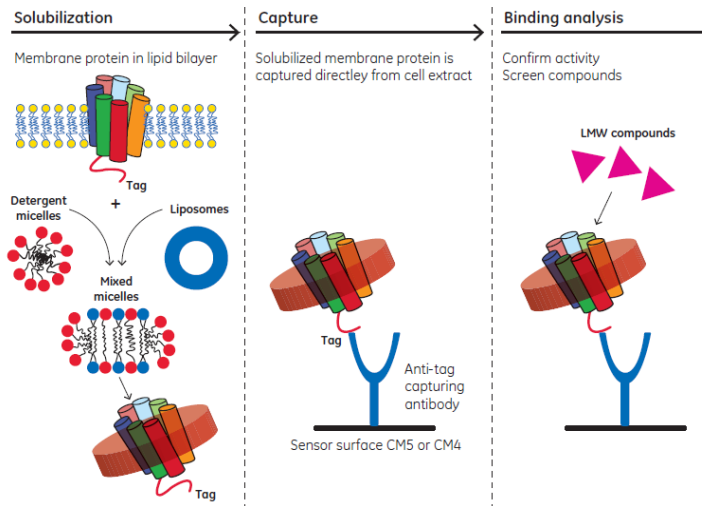 Solubilization
Membrane protein in lipid bilayer
Tag
+
Detergent
micelles
Liposomes
Mixed
micelles
Tag
Capture
Solubilized membrane protein is
captured directley from cell extract
Tag
Anti-tag
capturing
antibody
Sensor surface CM5 or CM4
Binding analysis
Confirm activity
Screen compounds
LMW compounds